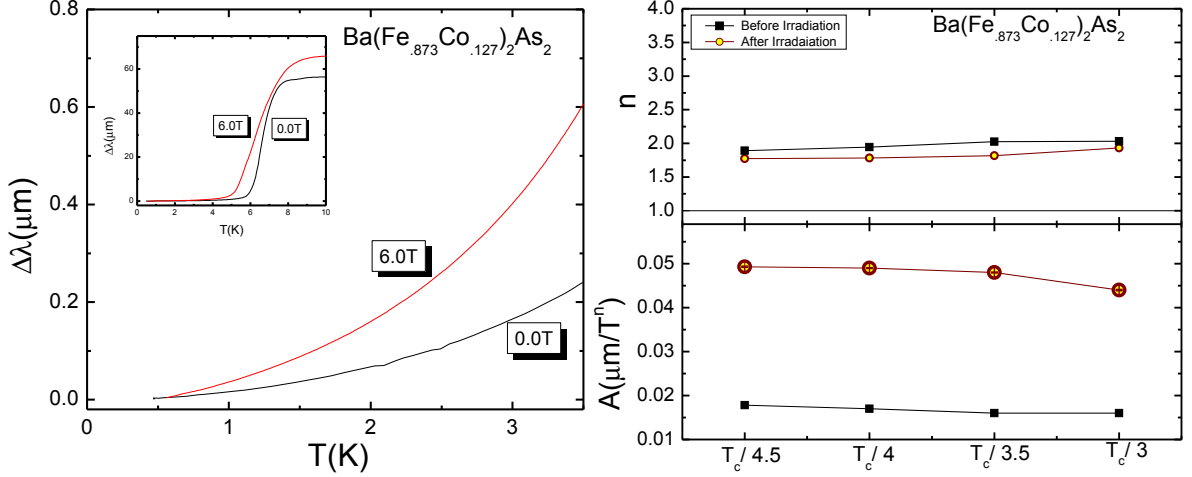 Ba(Fe.873Co.127)2As2
0.8
0.6
0.4
0.2
0.0
Δλ(μm)
0
1
2
3
T(K)
6.0T
0.0T
60
40
20
0
Δλ(μm)
0
2
4
6
8
10
T(K)
6.0T
0.0T
Before Irradiation
After Irradaiation
Ba(Fe.873Co.127)2As2
4.0
3.5
3.0
2.5
2.0
1.5
1.0
n
0.05
0.04
0.03
0.02
0.01
A(μm/Tn)
Tc/ 4.5
Tc/ 4
Tc/ 3.5
Tc/ 3